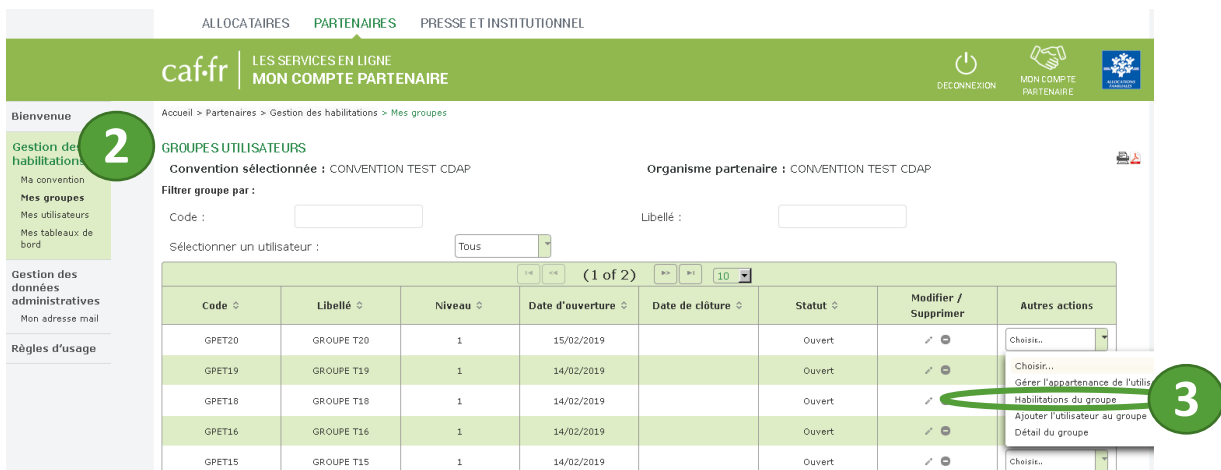 ALLOCATAIRES PARTENAIRES PRESSE ET INSTITUTIONNEL
caf.fr LES SERVICES EN LIGNE
MON COMPTE PARTENAIRE
DECONNEXION
MON COMPTE
PARTENAIRE
ALLOCATIONS
FAMILIALES
Bienvenue
Gestion des
habilitations
Ma convention
Mes groupes
Mes utilisateurs
Mes tableaux de
bord
Gestion des
données
administratives
Mon adresse mail
Règles d'usage
2
Accueil > Partenaires > Gestion des habilitations > Mes groupes
GROUPES UTILISATEURS
Convention sélectionnée : CONVENTION TEST CDAP Organisme partenaire : CONVENTION TEST CDAP
Filtrer groupe par :
Code : Libellé :
Sélectionner un utilisateur : Tous
(1 of 2) 10
Code Libellé Niveau Date d'ouverture Date de clôture Statut Modifier / Supprimer Autres actions
GPET20 GROUPE T20 1 15/02/2019 Ouvert Choisir...
GPET19 GROUPE T19 1 14/02/2019 Ouvert
GPET18 GROUPE T18 1 14/02/2019 Ouvert
GPET16 GROUPE T16 1 14/02/2019 Ouvert
GPET15 GROUPE T15 1 14/02/2019 Ouvert Choisir...
Choisir...
Gérer l'appartenance de l'utilis
Habilitations du groupe
Ajouter l'utilisateur au groupe
Détail du groupe
3